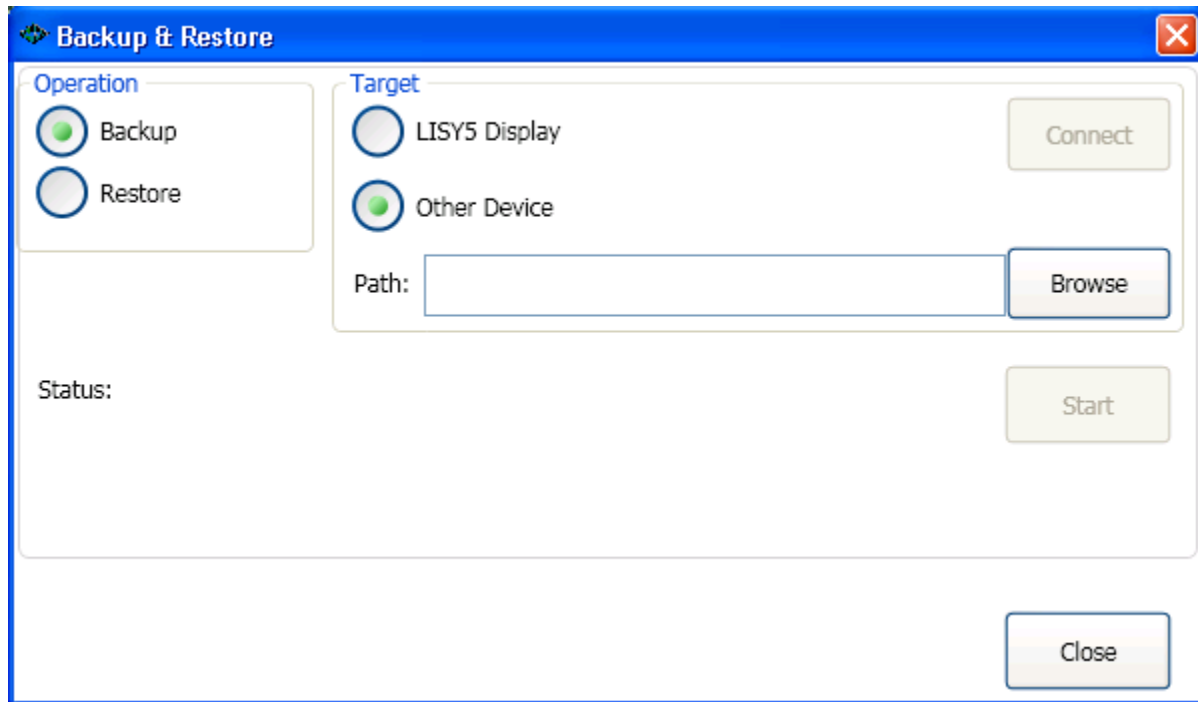 Backup & Restore
Operation
Backup
Restore
Target
LISY5 Display
Connect
Other Device
Path:
Browse
Status:
Start
Close